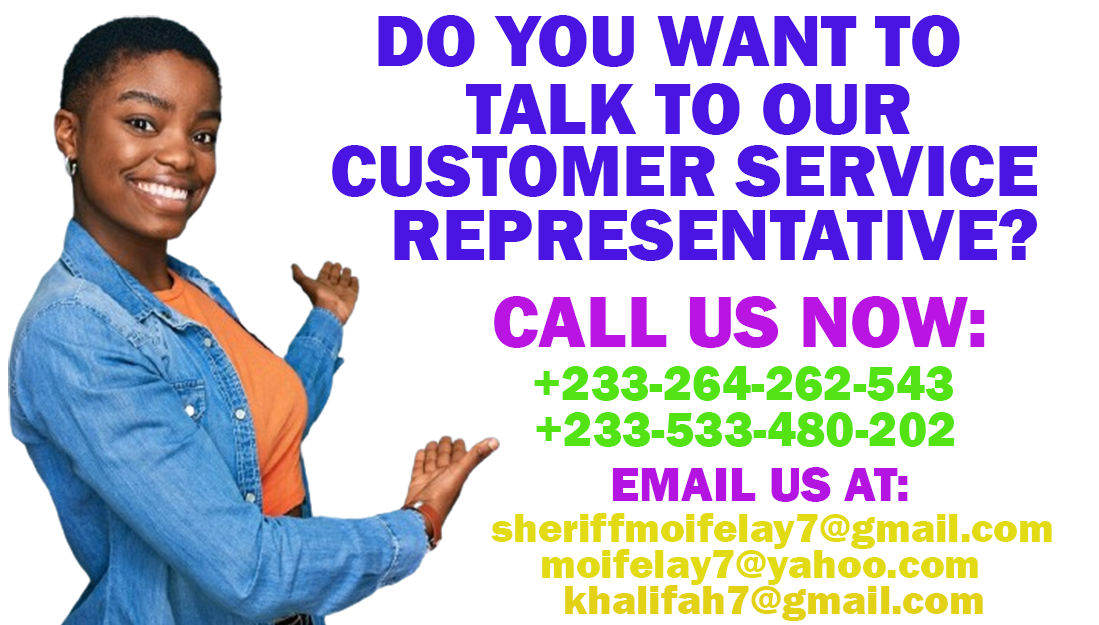 DO YOU WANT TO
TALK TO OUR
CUSTOMER SERVICE
REPRESENTATIVE?
CALL US NOW:
+233-264-262-543
+233-533-480-202
EMAIL US AT:
sheriffmoifelay7@gmail.com
moifelay7@yahoo.com
khalifah7@gmail.com